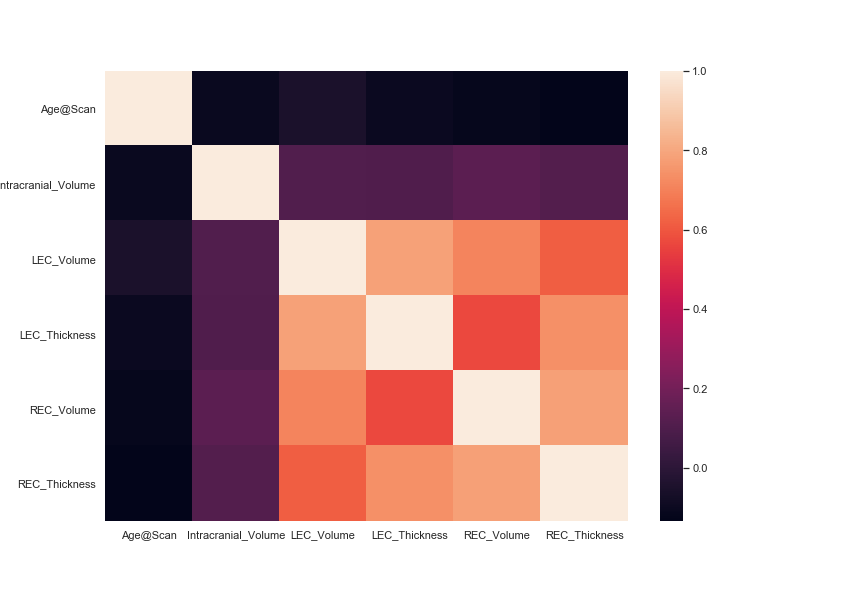 Age@Scan
ntracranial_Volume
LEC_Volume
LEC_Thickness
REC_Volume
REC_Thickness
Age@Scan Intracranial_Volume LEC_Volume LEC_Thickness REC_Volume REC_Thickness
1.0
0.8
0.6
0.4
0.2
0.0